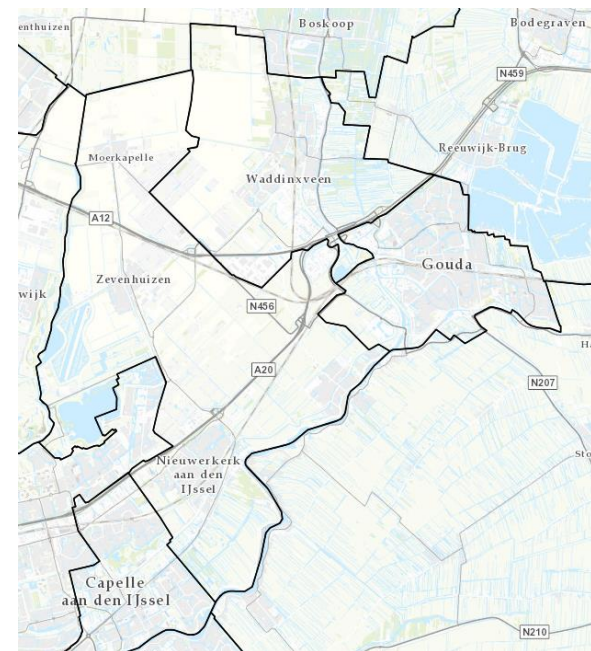 enthuizen
Boskoop
Bodegraven
N459
Reeuwijk-Brug
Moerkapelle
Waddinxveen
A12
Gouda
Zevenhuizen
wijk
N456
Ha
A20
N207
Sto
Nieuwerkerk
aan den
IJssel
Capelle
aan den IJssel
N210